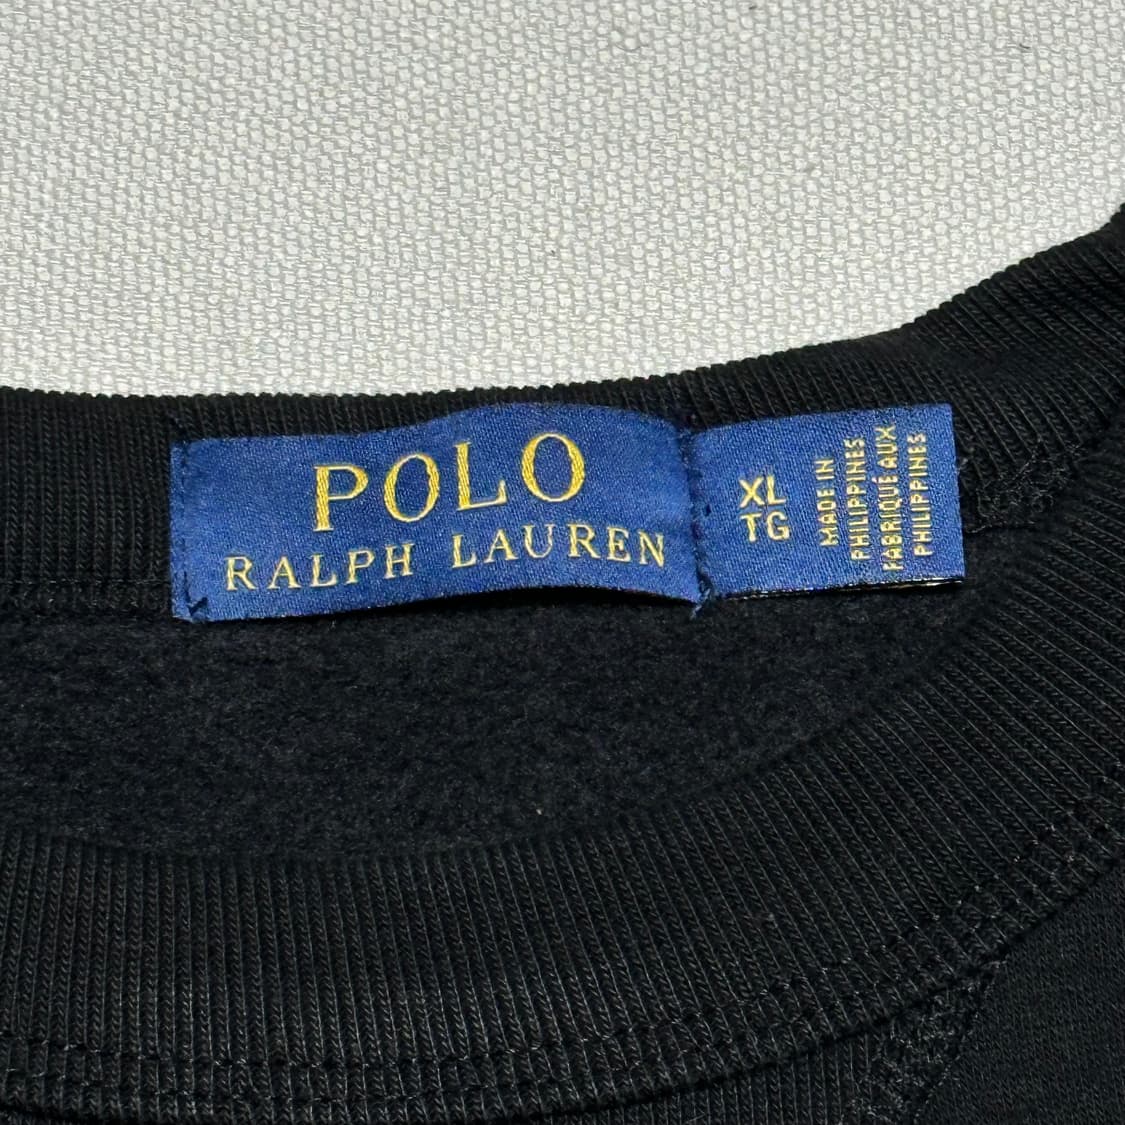 POLO
RALPH LAUREN
XL
TG
MADE IN
PHILIPPINES
FABRIQUÉ AUX
PHILIPPINES